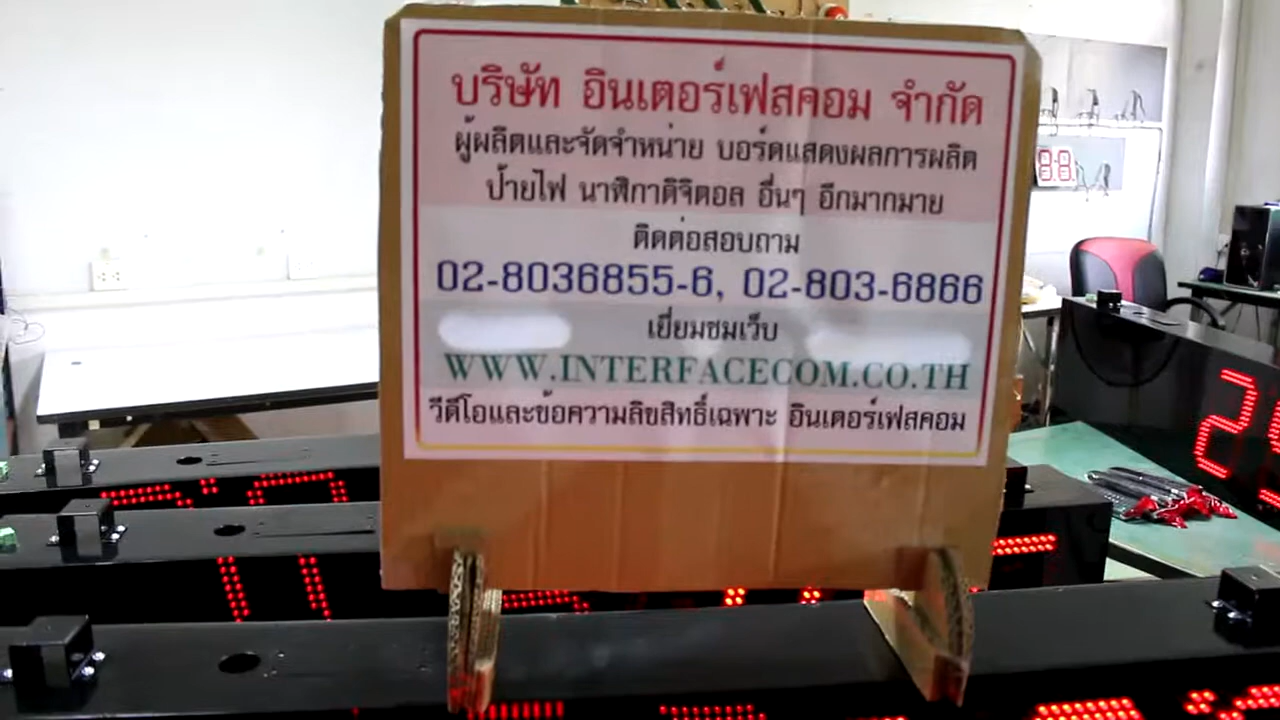 บริษัท อินเตอร์เฟสคอม จำกัด
ผู้ผลิตและจัดจำหน่าย บอร์ดแสดงผลการผลิต
ป้ายไฟ นาฬิกาดิจิตอล อื่นๆ อีกมากมาย
ติดต่อสอบถาม
02-8036855-6, 02-803-6866
เยี่ยมชมเว็บ
WWW.INTERFACECOM.CO.TH
วีดีโอและข้อความลิขสิทธิ์เฉพาะ อินเตอร์เฟสคอม